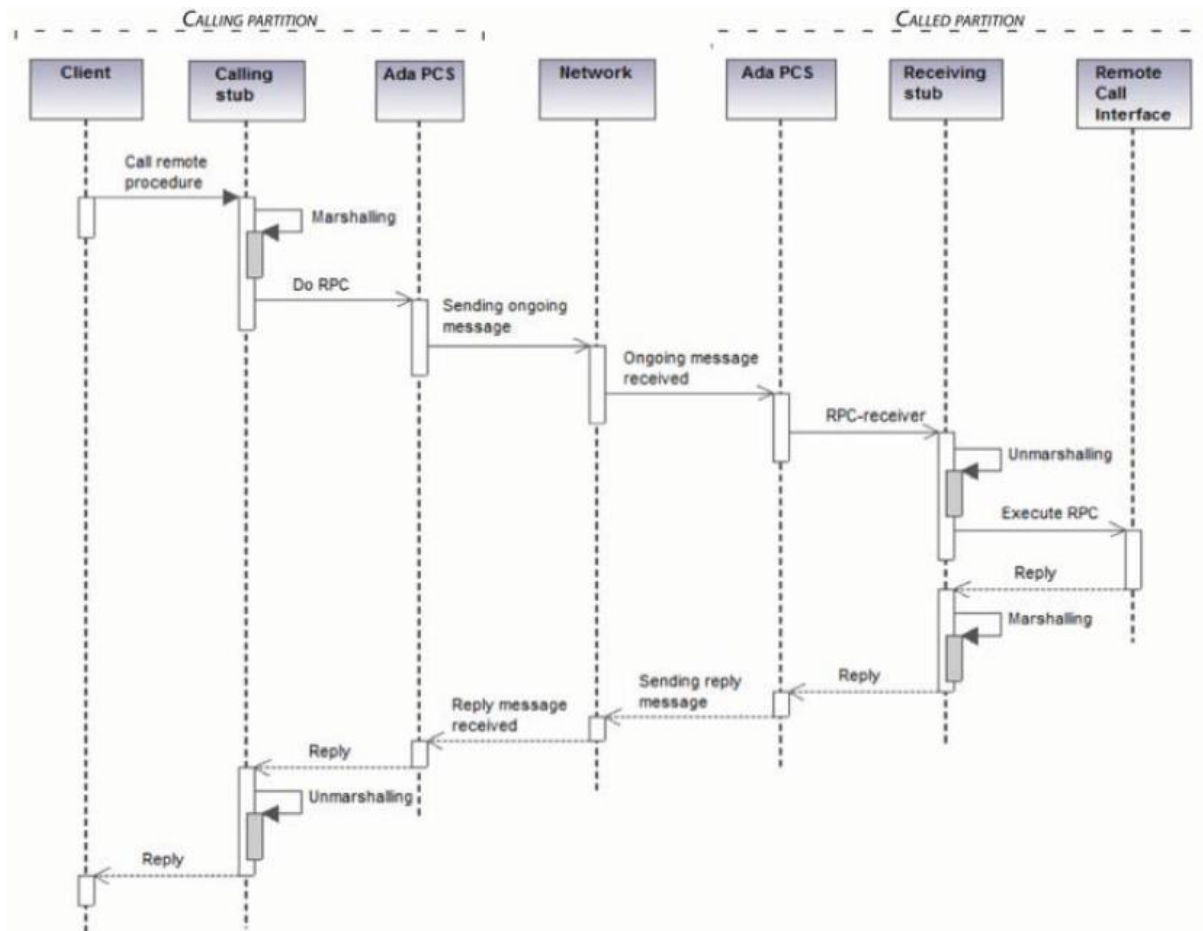 CALLING PARTITION
CALLED PARTITION
Client
Calling
stub
Ada PCS
Network
Ada PCS
Receiving
stub
Remote
Call
Interface
Call remote
procedure
Marshalling
Do RPC
Sending ongoing
message
Ongoing message
received
RPC-receiver
Unmarshalling
Execute RPC
Reply
Marshalling
Reply
Sending reply
message
Reply message
received
Reply
Unmarshalling
Reply